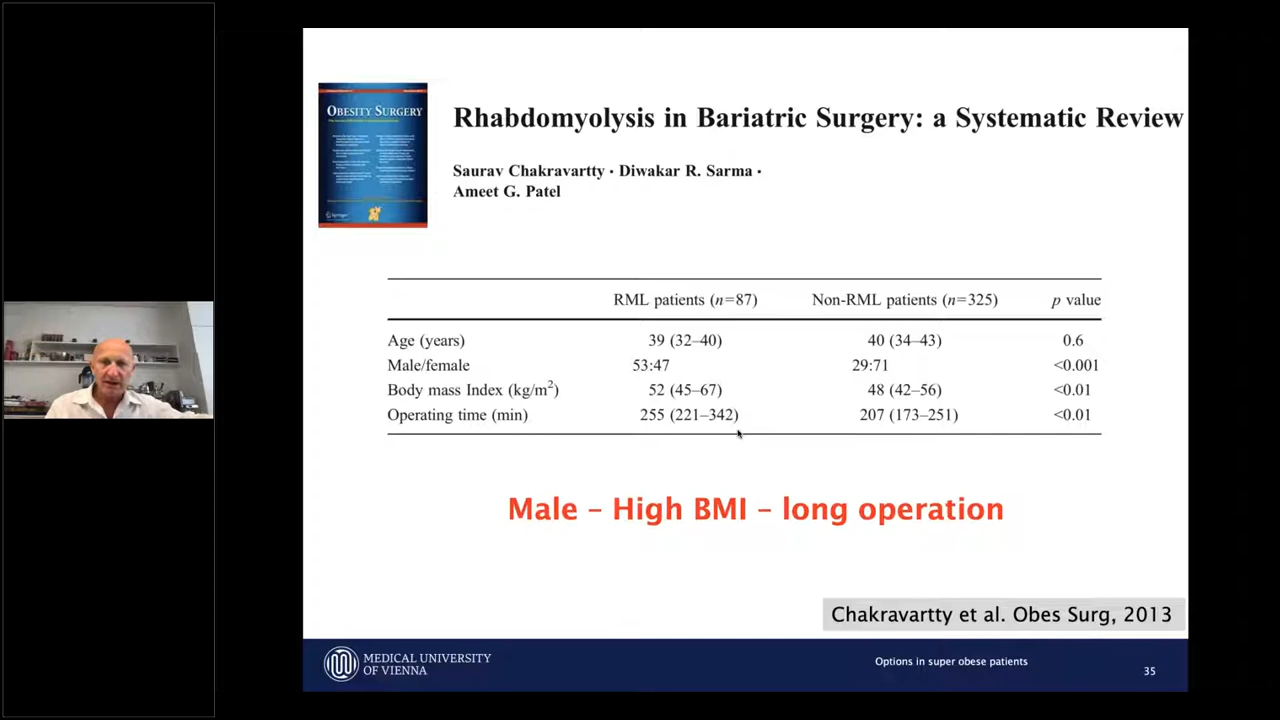 OBESITY SURGERY
Rhabdomyolysis in Bariatric Surgery: a Systematic Review
Saurav Chakravartty · Diwakar R. Sarma ·
Ameet G. Patel
RML patients (n=87) Non-RML patients (n=325) p value
Age (years) 39 (32–40) 40 (34–43) 0.6
Male/female 53:47 29:71 <0.001
Body mass Index (kg/m²) 52 (45–67) 48 (42–56) <0.01
Operating time (min) 255 (221–342) 207 (173–251) <0.01
Male – High BMI – long operation
Chakravartty et al. Obes Surg, 2013
MEDICAL UNIVERSITY
OF VIENNA
Options in super obese patients
35